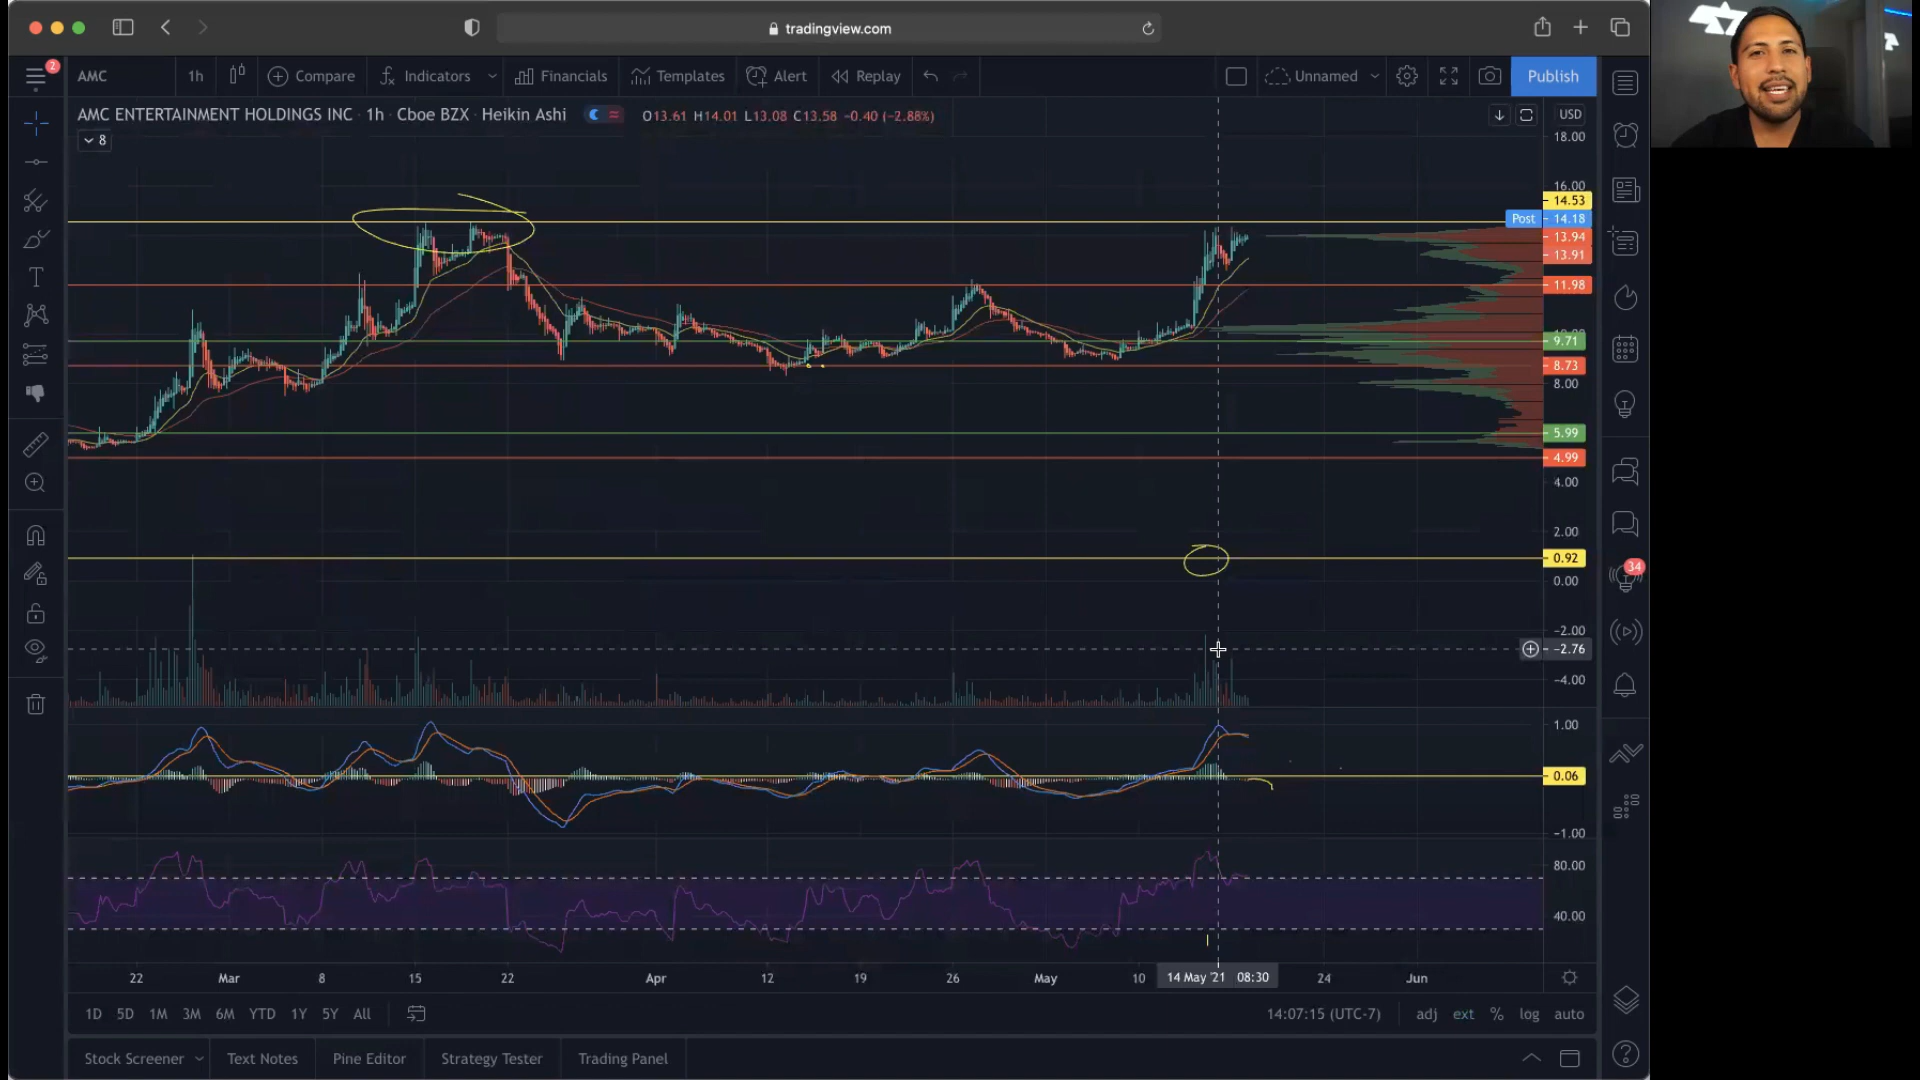 tradingview.com
2
AMC
1h
Compare
Indicators
Financials
Templates
Alert
Replay
Unnamed
Publish
AMC ENTERTAINMENT HOLDINGS INC · 1h · Cboe BZX · Heikin Ashi
O13.61 H14.01 L13.08 C13.58 −0.40 (−2.88%)
USD
8
18.00
16.00
14.53
Post 14.18
13.94
13.91
11.98
9.71
8.73
8.00
5.99
4.99
4.00
2.00
0.92
0.00
34
−2.00
−2.76
−4.00
1.00
0.06
−1.00
80.00
40.00
22 Mar 8 15 22 Apr 12 19 26 May 10 14 May '21 08:30 24 Jun
1D 5D 1M 3M 6M YTD 1Y 5Y All
14:07:15 (UTC-7)
adj ext % log auto
Stock Screener Text Notes Pine Editor Strategy Tester Trading Panel